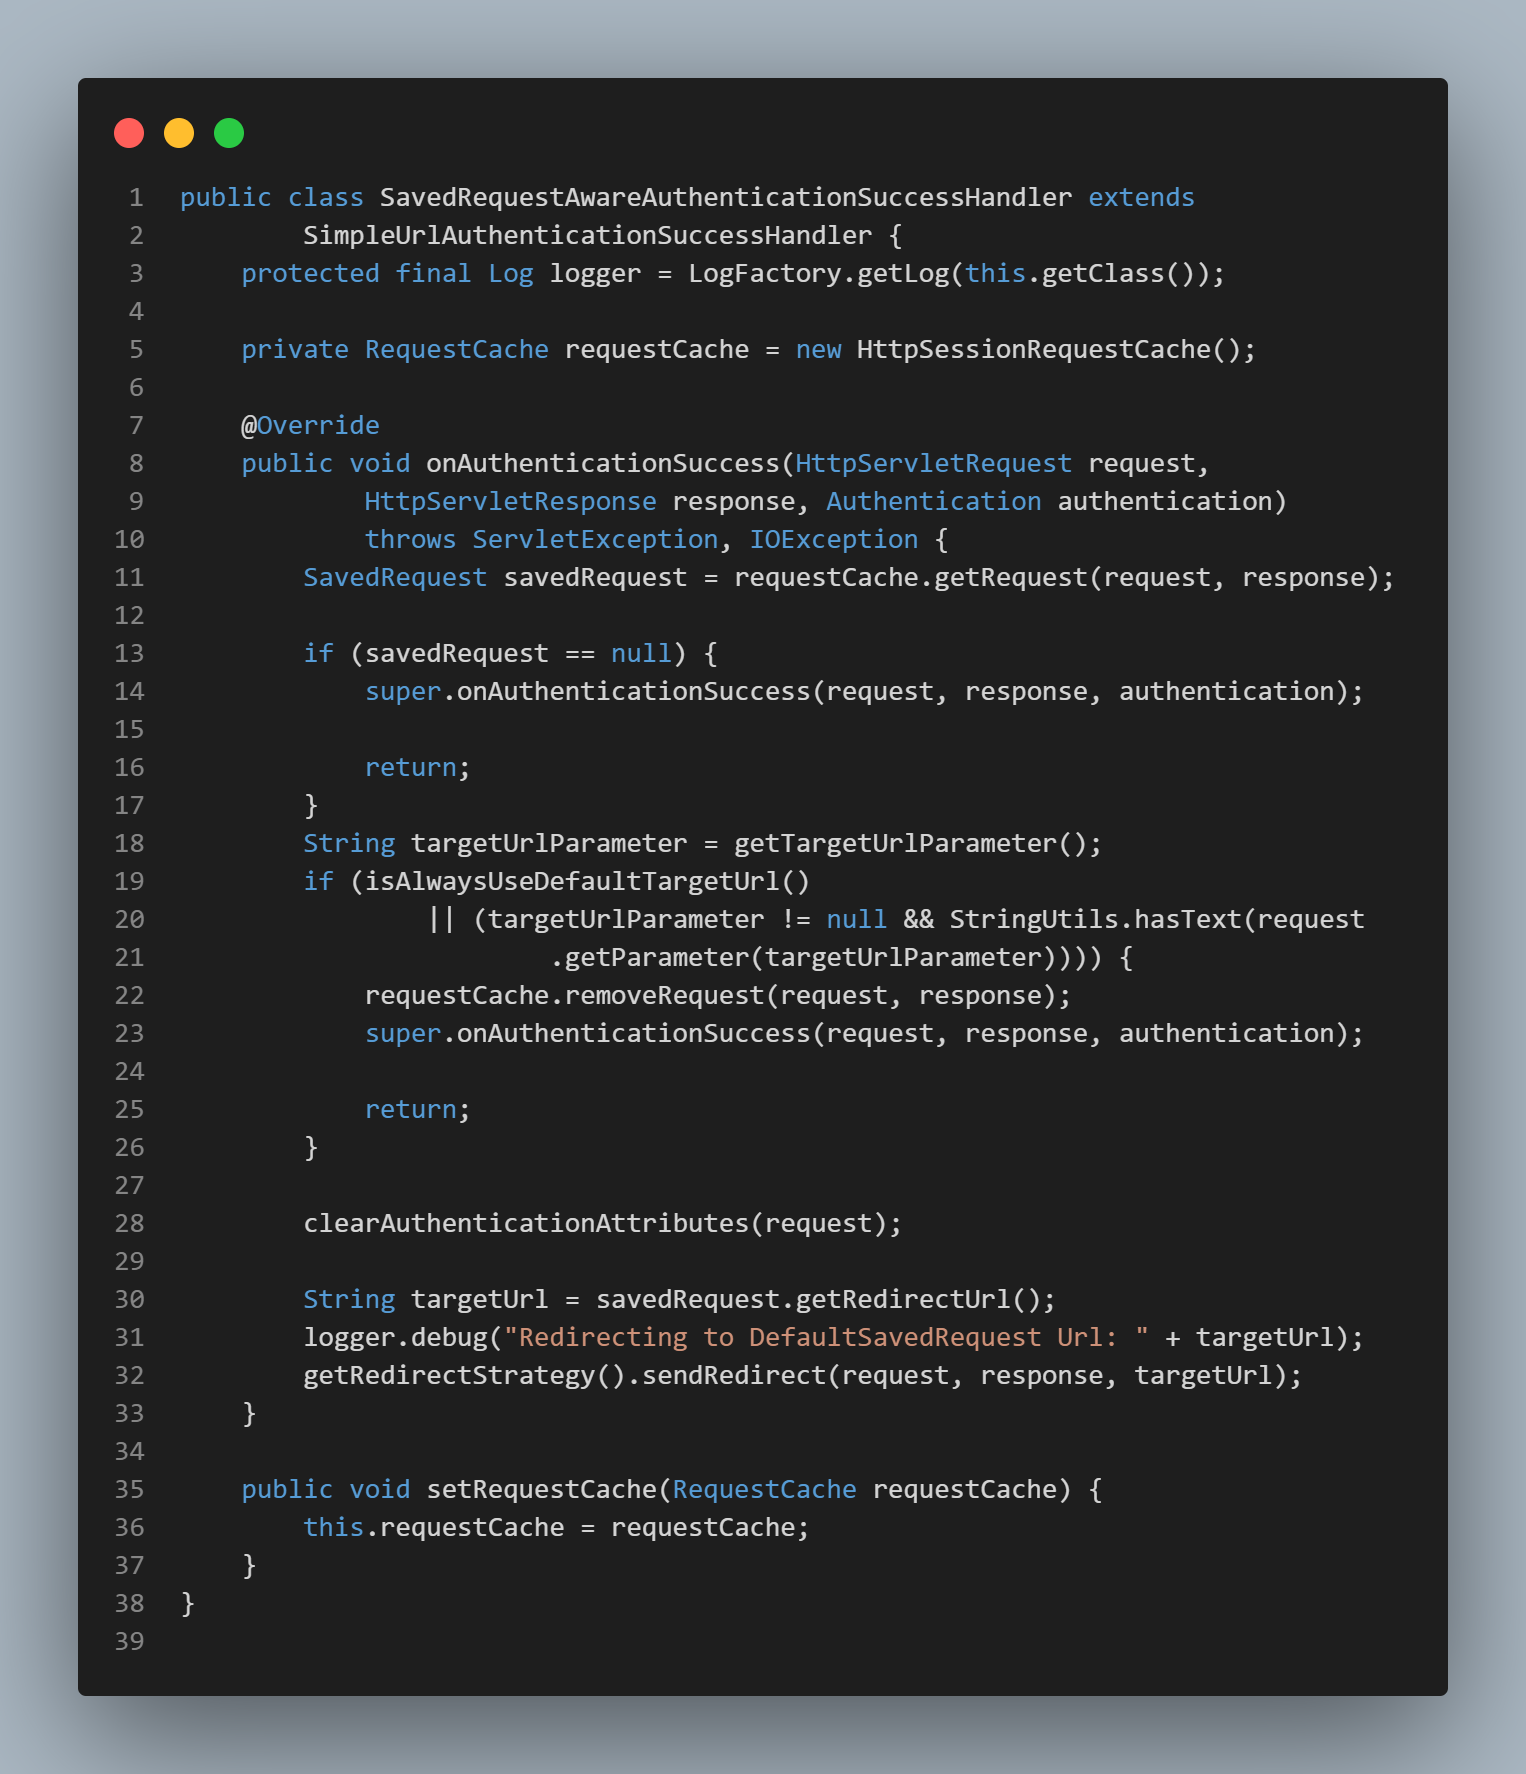 1 public class SavedRequestAwareAuthenticationSuccessHandler extends
2         SimpleUrlAuthenticationSuccessHandler {
3     protected final Log logger = LogFactory.getLog(this.getClass());
4
5     private RequestCache requestCache = new HttpSessionRequestCache();
6
7     @Override
8     public void onAuthenticationSuccess(HttpServletRequest request,
9             HttpServletResponse response, Authentication authentication)
10             throws ServletException, IOException {
11         SavedRequest savedRequest = requestCache.getRequest(request, response);
12
13         if (savedRequest == null) {
14             super.onAuthenticationSuccess(request, response, authentication);
15
16             return;
17         }
18         String targetUrlParameter = getTargetUrlParameter();
19         if (isAlwaysUseDefaultTargetUrl()
20                 || (targetUrlParameter != null && StringUtils.hasText(request
21                         .getParameter(targetUrlParameter)))) {
22             requestCache.removeRequest(request, response);
23             super.onAuthenticationSuccess(request, response, authentication);
24
25             return;
26         }
27
28         clearAuthenticationAttributes(request);
29
30         String targetUrl = savedRequest.getRedirectUrl();
31         logger.debug("Redirecting to DefaultSavedRequest Url: " + targetUrl);
32         getRedirectStrategy().sendRedirect(request, response, targetUrl);
33     }
34
35     public void setRequestCache(RequestCache requestCache) {
36         this.requestCache = requestCache;
37     }
38 }
39